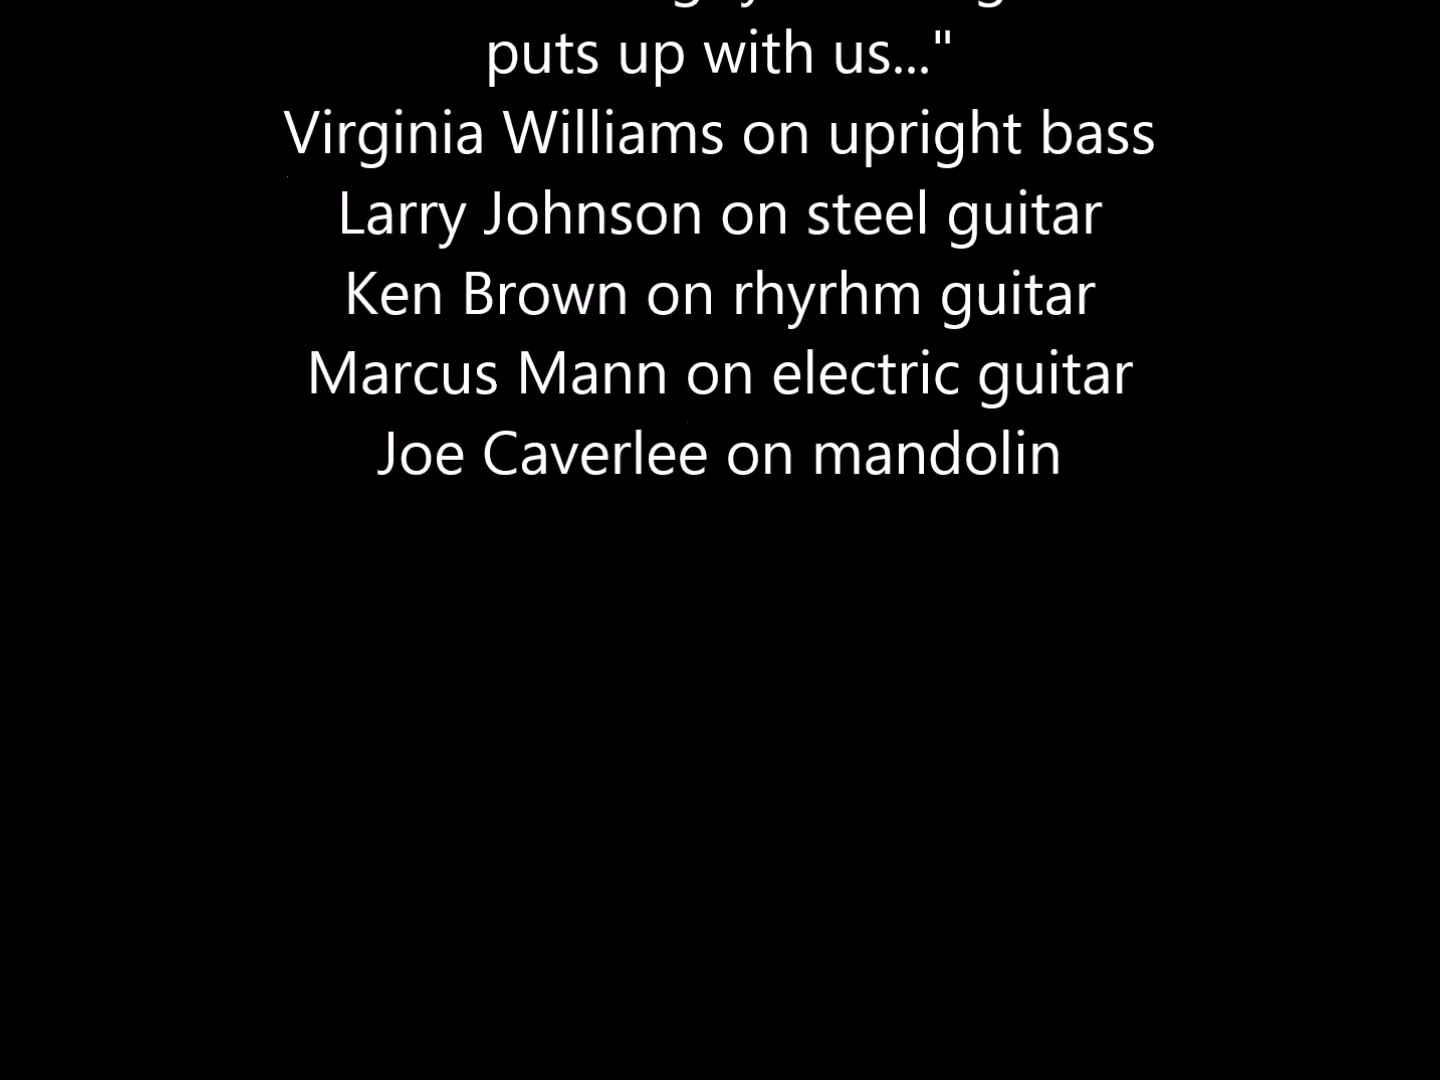 puts up with us..."
Virginia Williams on upright bass
Larry Johnson on steel guitar
Ken Brown on rhyrhm guitar
Marcus Mann on electric guitar
Joe Caverlee on mandolin